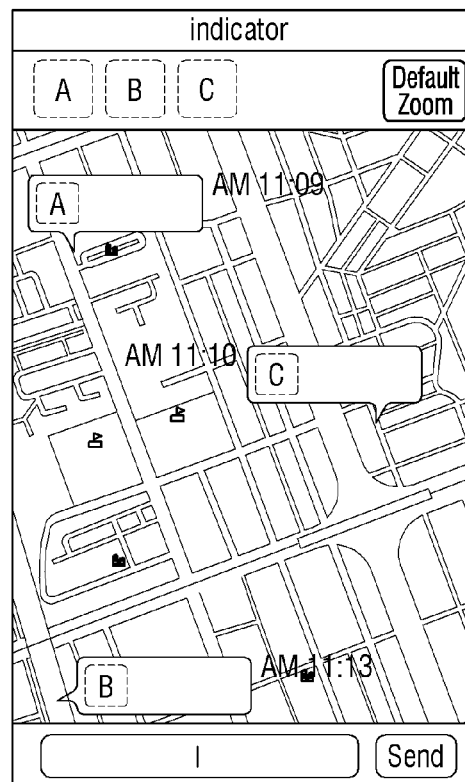 indicator
A B C
Default
Zoom
A
AM 11:09
AM 11:10
C
B
AM 11:13
I
Send